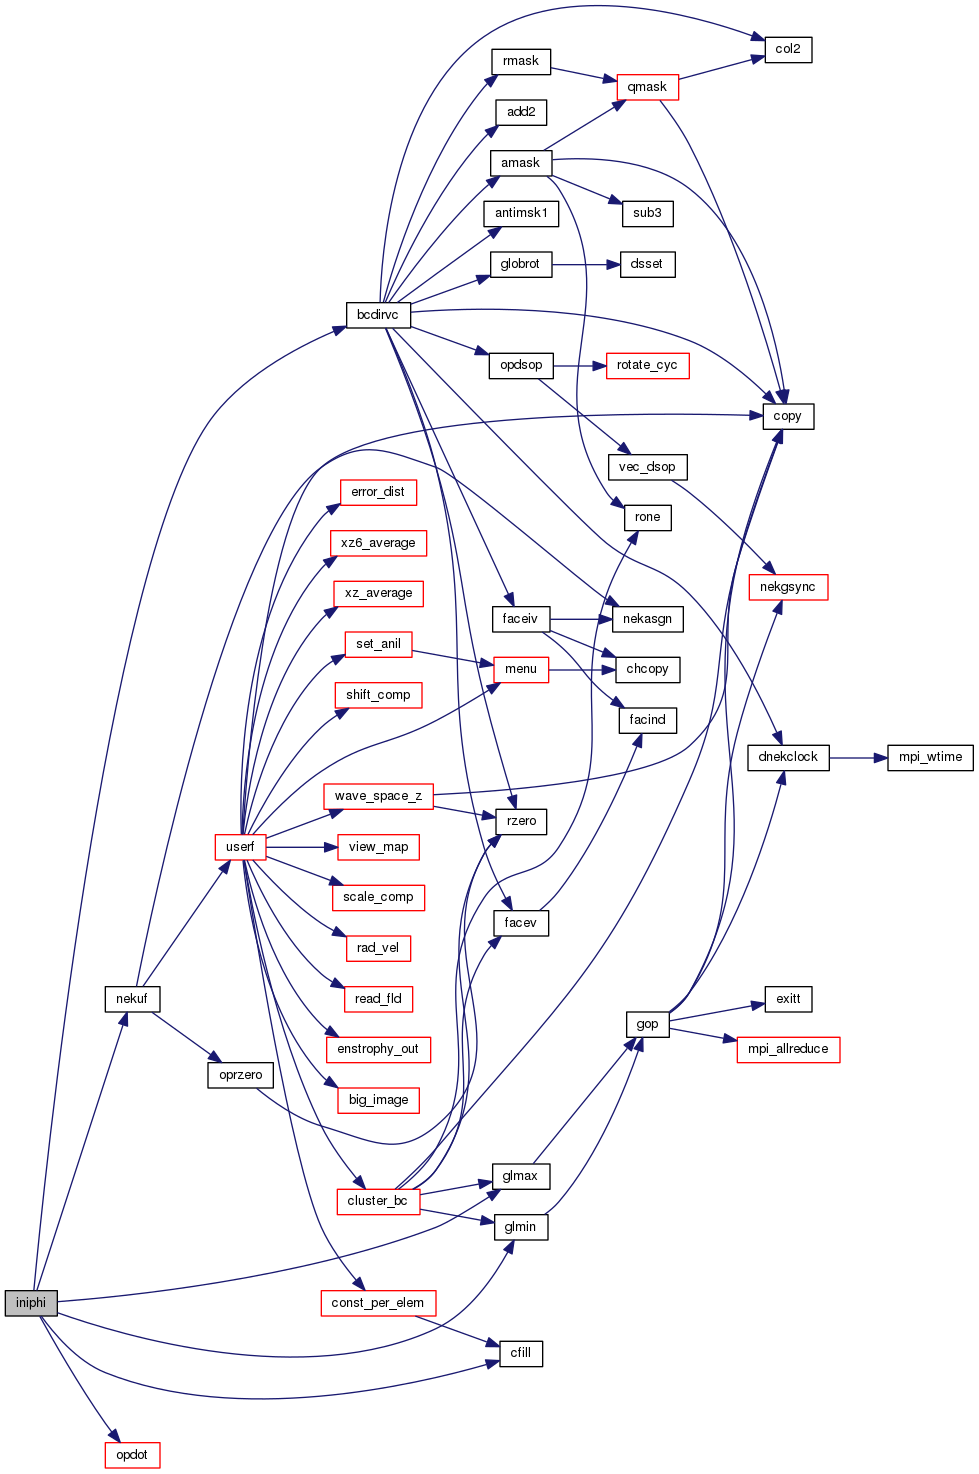 col2
rmask
qmask
add2
amask
antimsk1
sub3
globrot
dsset
bcdirvc
opdsop
rotate_cyc
copy
vec_dsop
error_dist
rone
xz6_average
nekgsync
xz_average
faceiv
nekasgn
set_anil
menu
chcopy
shift_comp
facind
dnekclock
mpi_wtime
wave_space_z
rzero
userf
view_map
scale_comp
facev
rad_vel
nekuf
read_fld
exitt
gop
enstrophy_out
mpi_allreduce
oprzero
big_image
glmax
cluster_bc
glmin
iniphi
const_per_elem
cfill
opdot